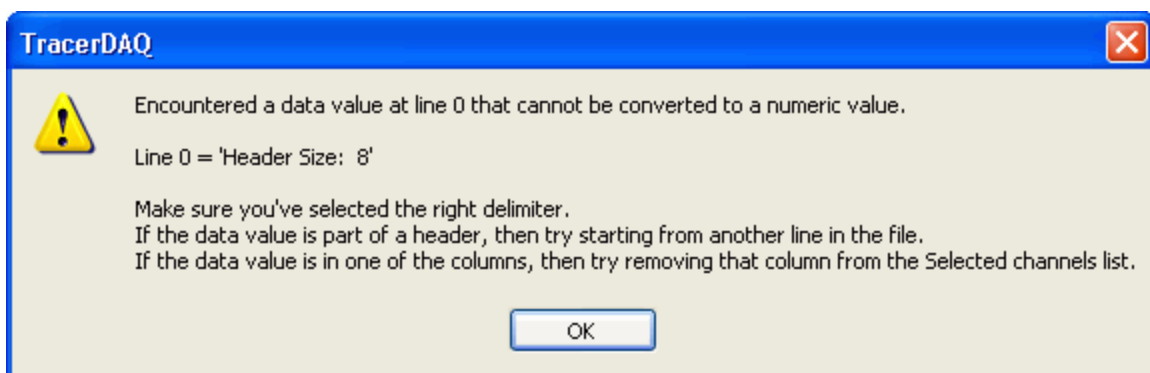 TracerDAQ
Encountered a data value at line 0 that cannot be converted to a numeric value.
Line 0 = 'Header Size:  8'
Make sure you've selected the right delimiter.
If the data value is part of a header, then try starting from another line in the file.
If the data value is in one of the columns, then try removing that column from the Selected channels list.
OK